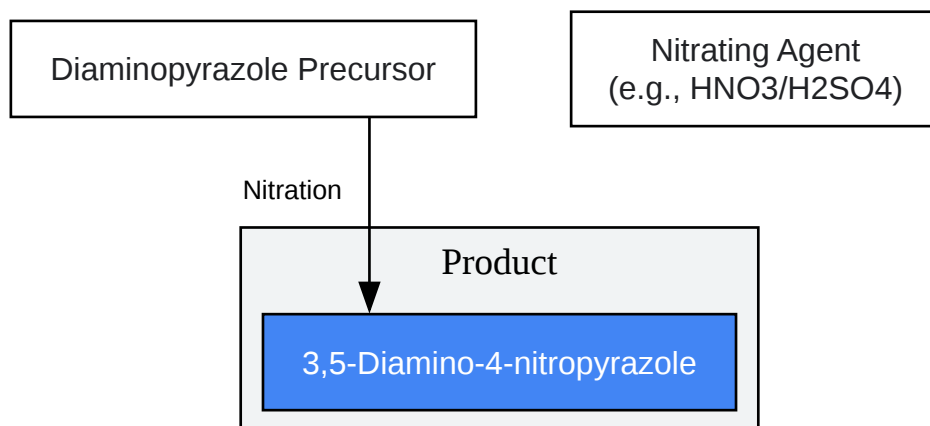 Diaminopyrazole Precursor
Nitrating Agent
(e.g., HNO3/H2SO4)
Nitration
Product
3,5-Diamino-4-nitropyrazole